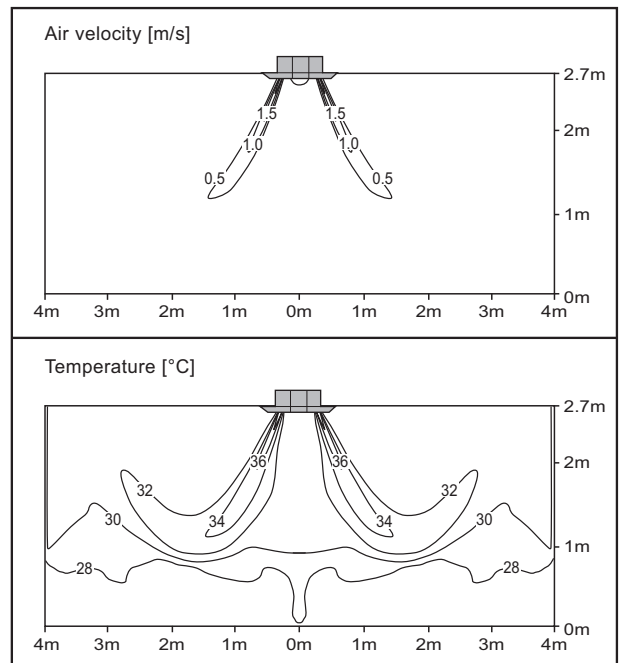 Air velocity [m/s]
2.7m
1.5 1.5
2m
1.0 1.0
0.5 0.5
1m
0m
4m 3m 2m 1m 0m 1m 2m 3m 4m
Temperature [°C]
2.7m
36 36
2m
32 32
30 34 34 30
1m
28 28
0m
4m 3m 2m 1m 0m 1m 2m 3m 4m